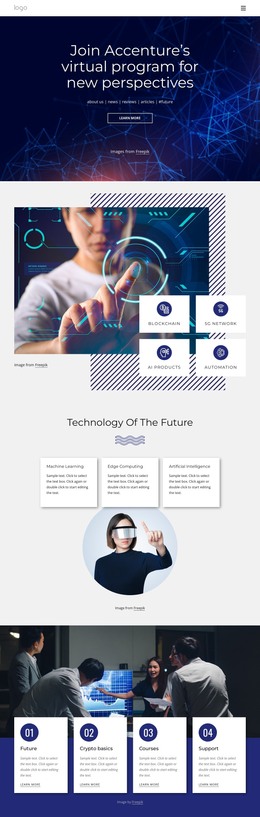 logo
Join Accenture's
virtual program for
new perspectives
about us | news | reviews | articles | #future
LEARN MORE
Images from Freepik
BLOCKCHAIN
5G NETWORK
AI PRODUCTS
AUTOMATION
Image from Freepik
Technology Of The Future
Machine Learning
Sample text. Click to select
the text box. Click again or
double click to start editing
the text.
Edge Computing
Sample text. Click to select
the text box. Click again or
double click to start editing
the text.
Artificial Intelligence
Sample text. Click to select
the text box. Click again or
double click to start editing
the text.
Image from Freepik
01
Future
Sample text. Click to select
the text box. Click again or
double click to start editing
the text.
LEARN MORE
02
Crypto basics
Sample text. Click to select
the text box. Click again or
double click to start editing
the text.
LEARN MORE
03
Courses
Sample text. Click to select
the text box. Click again or
double click to start editing
the text.
LEARN MORE
04
Support
Sample text. Click to select
the text box. Click again or
double click to start editing
the text.
LEARN MORE
Image by Freepik